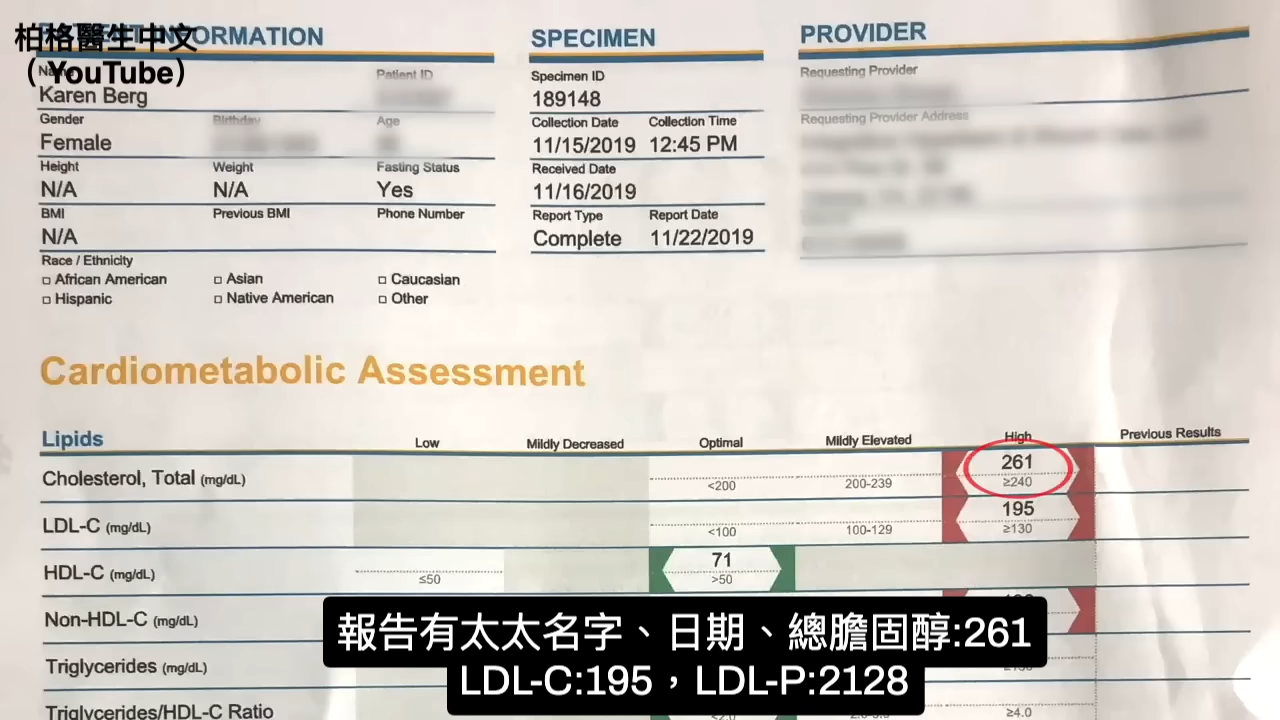 柏格醫生中文
（ YouTube）
PATIENT INFORMATION
Name Patient ID
Karen Berg
Gender Birthday Age
Female
Height Weight Fasting Status
N/A N/A Yes
BMI Previous BMI Phone Number
N/A
Race / Ethnicity
African American Asian Caucasian
Hispanic Native American Other
SPECIMEN
Specimen ID
189148
Collection Date Collection Time
11/15/2019 12:45 PM
Received Date
11/16/2019
Report Type Report Date
Complete 11/22/2019
PROVIDER
Requesting Provider
Requesting Provider Address
Cardiometabolic Assessment
Lipids Low Mildly Decreased Optimal Mildly Elevated High Previous Results
Cholesterol, Total (mg/dL) <200 200-239 261 ≥240
LDL-C (mg/dL) <100 100-129 195 ≥130
HDL-C (mg/dL) ≤50 71 >50
Non-HDL-C (mg/dL)
Triglycerides (mg/dL)
Triglycerides/HDL-C Ratio ≥4.0
報告有太太名字、日期、總膽固醇:261
LDL-C:195，LDL-P:2128